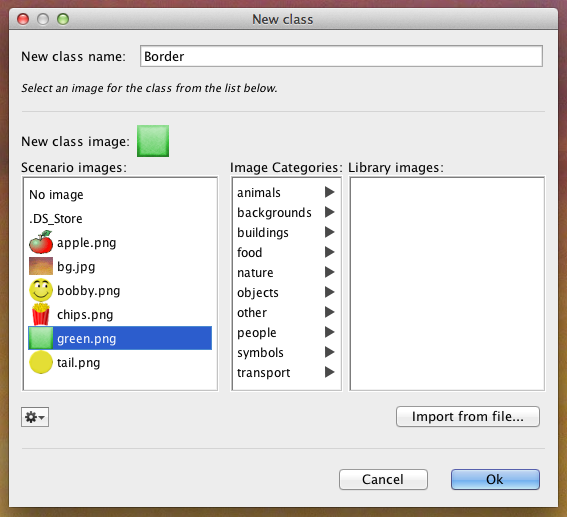 New class
New class name: Border
Select an image for the class from the list below.
New class image:
Scenario images:
No image
.DS_Store
apple.png
bg.jpg
bobby.png
chips.png
green.png
tail.png
Image Categories:
animals
backgrounds
buildings
food
nature
objects
other
people
symbols
transport
Library images:
Import from file...
Cancel
Ok